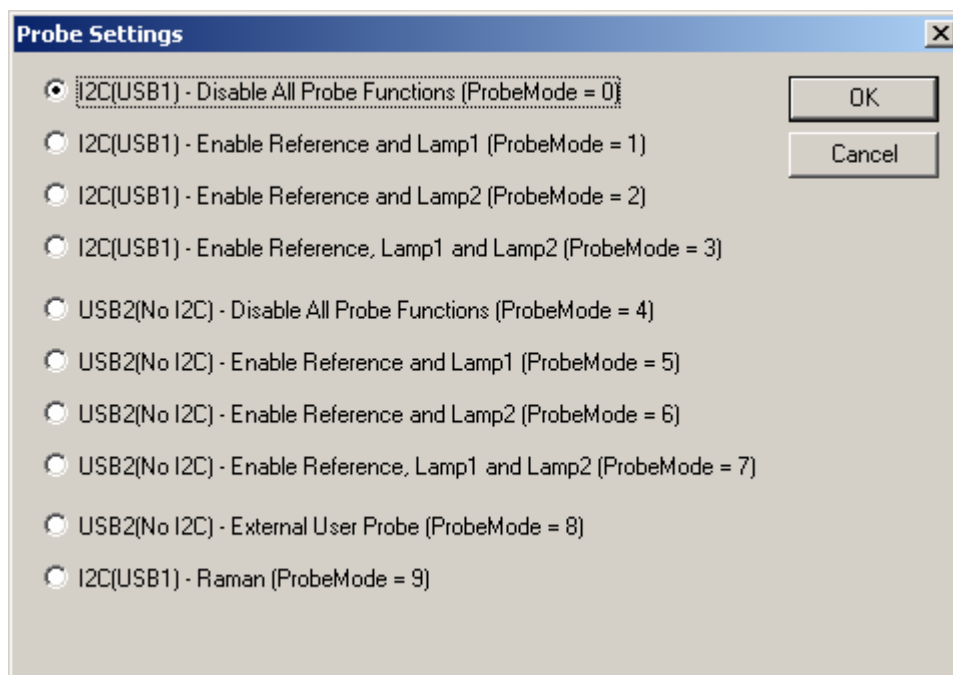 Probe Settings
I2C(USB1) - Disable All Probe Functions (ProbeMode = 0)
OK
I2C(USB1) - Enable Reference and Lamp1 (ProbeMode = 1)
Cancel
I2C(USB1) - Enable Reference and Lamp2 (ProbeMode = 2)
I2C(USB1) - Enable Reference, Lamp1 and Lamp2 (ProbeMode = 3)
USB2(No I2C) - Disable All Probe Functions (ProbeMode = 4)
USB2(No I2C) - Enable Reference and Lamp1 (ProbeMode = 5)
USB2(No I2C) - Enable Reference and Lamp2 (ProbeMode = 6)
USB2(No I2C) - Enable Reference, Lamp1 and Lamp2 (ProbeMode = 7)
USB2(No I2C) - External User Probe (ProbeMode = 8)
I2C(USB1) - Raman (ProbeMode = 9)